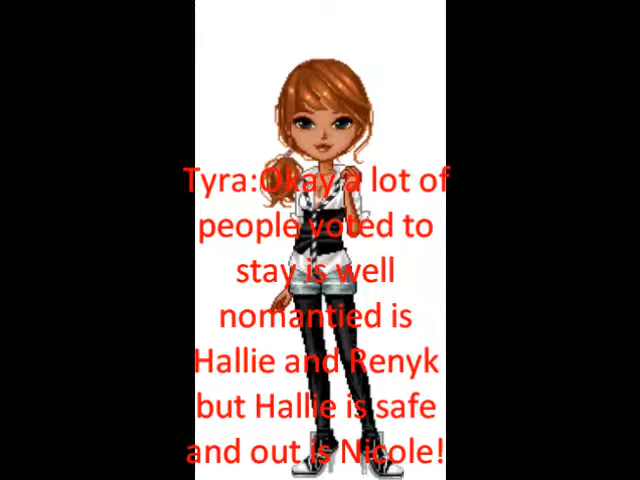 Tyra:Okay a lot of
people voted to
stay is well
nomantied is
Hallie and Renyk
but Hallie is safe
and out is Nicole!